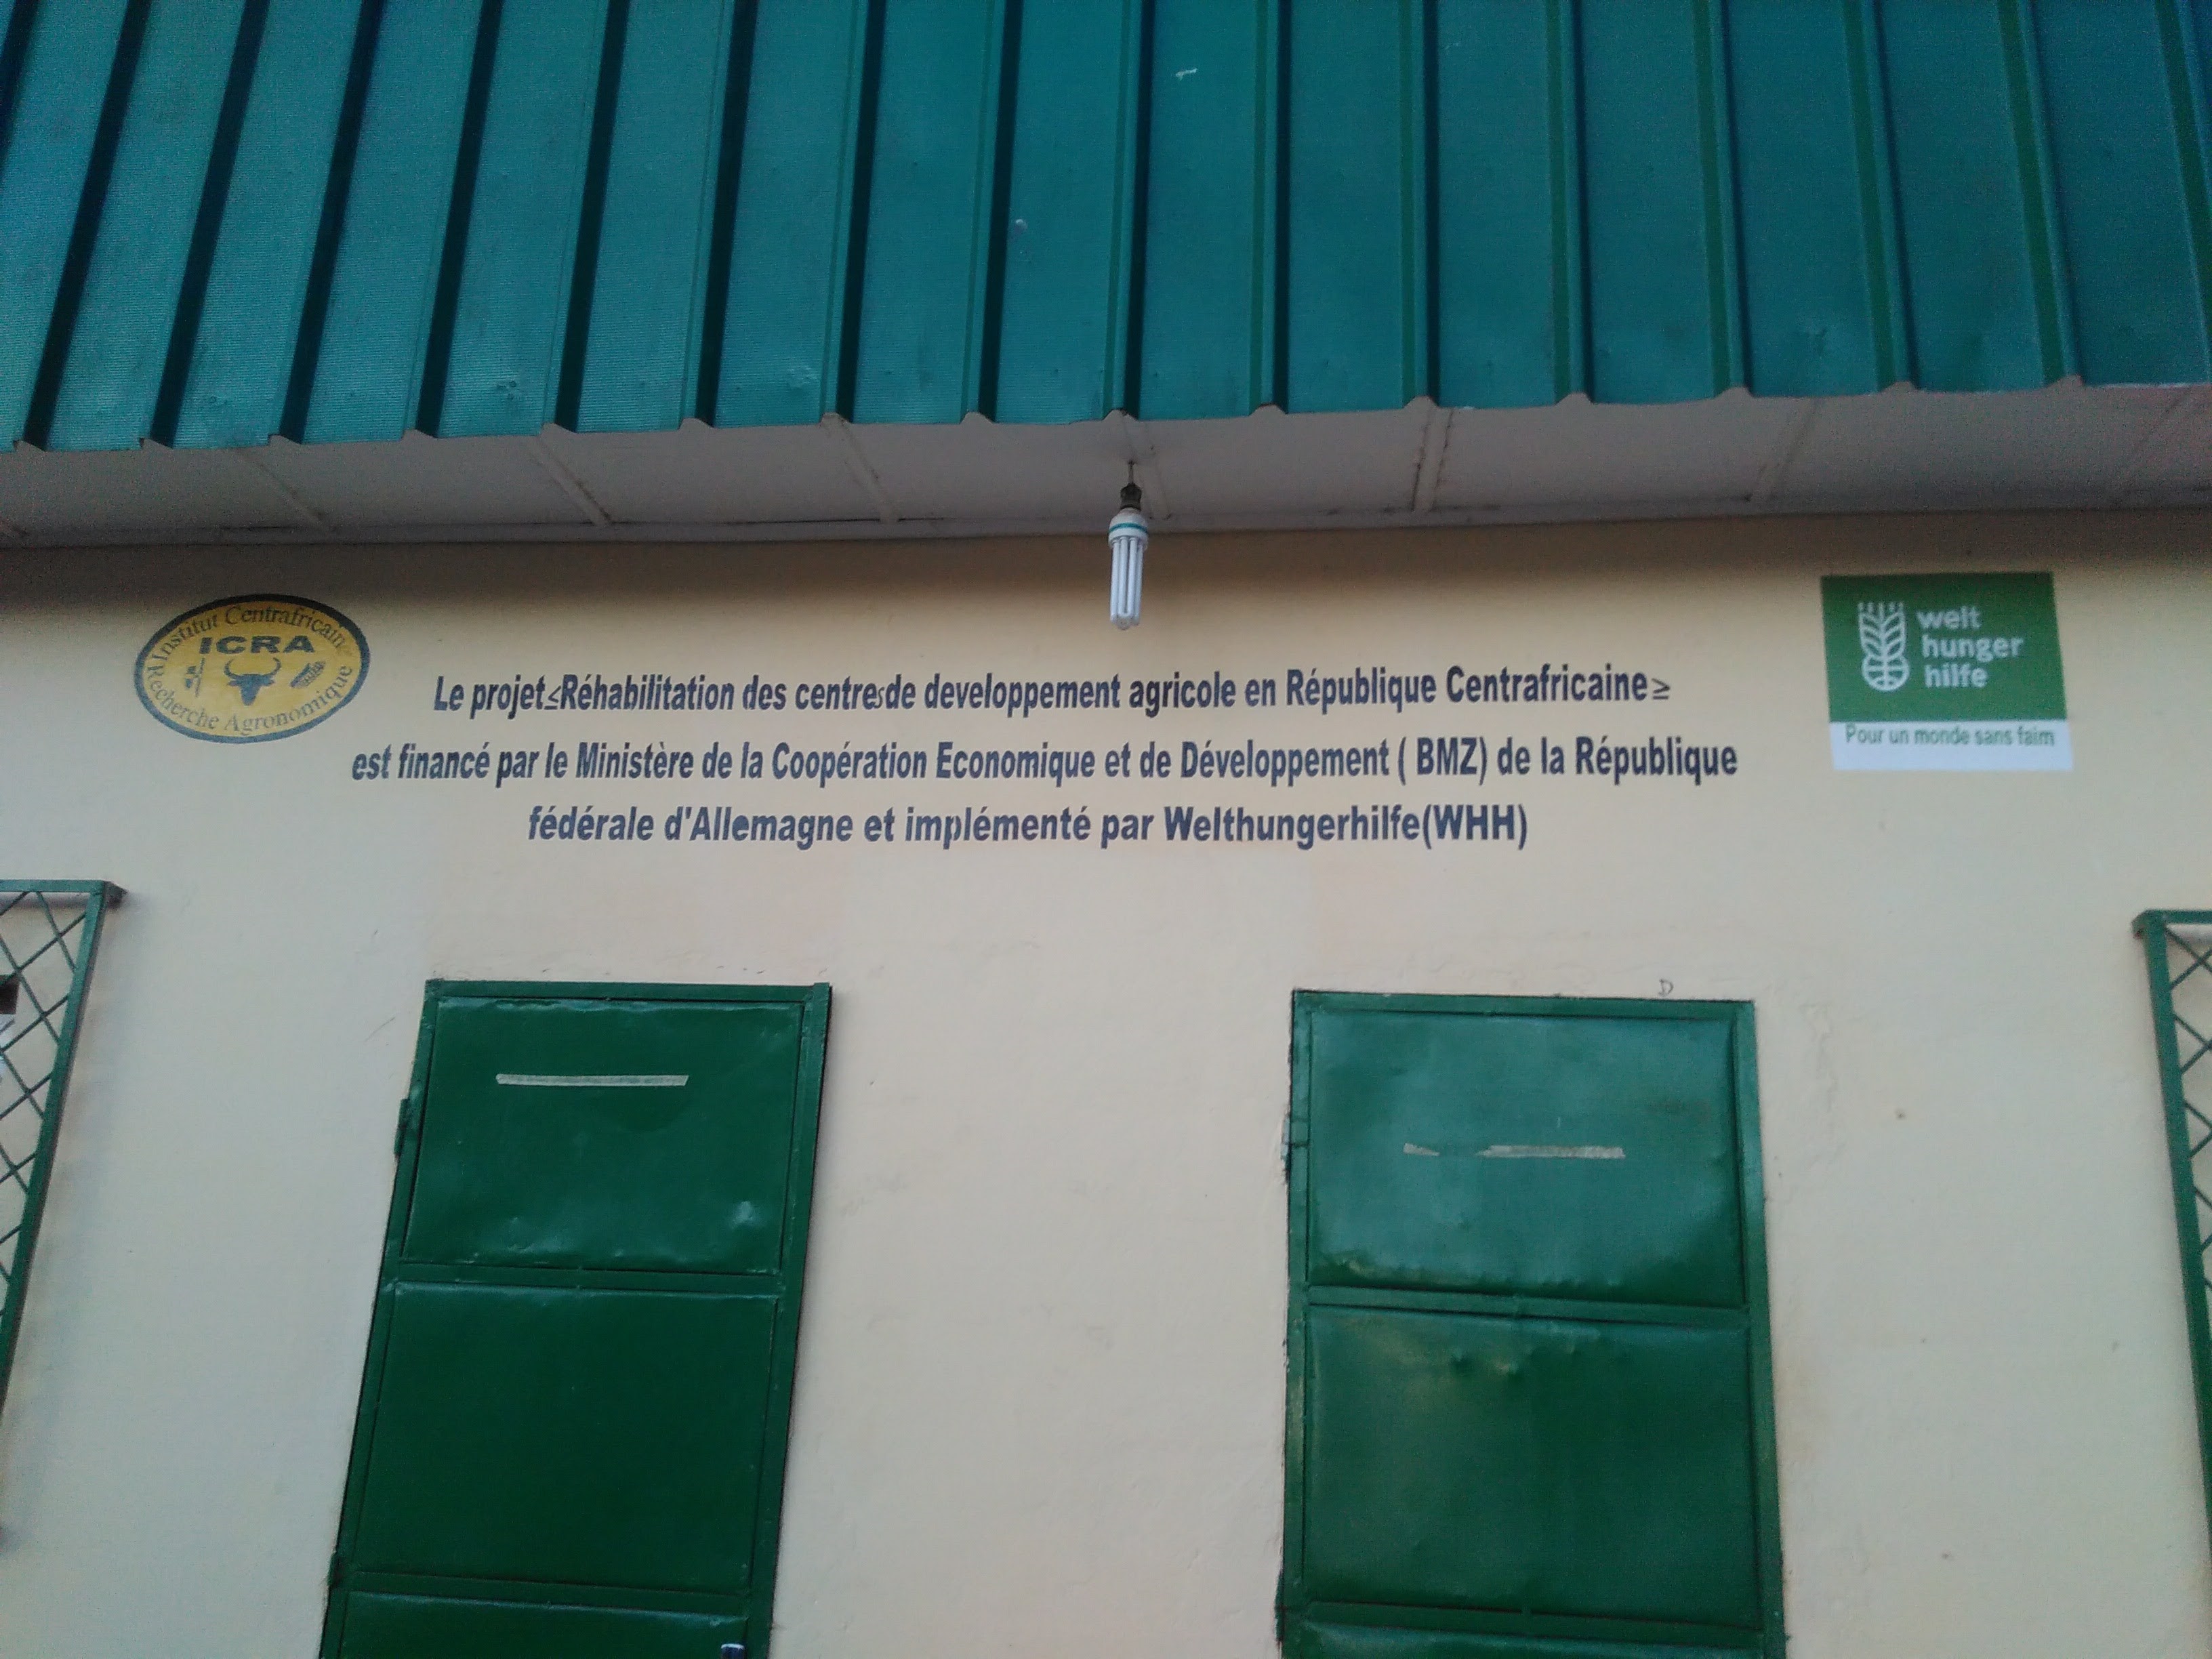 Institut Centrafricain
ICRA
Recherche Agronomique
Le projet≤Réhabilitation des centresde developpement agricole en République Centrafricaine≥
est financé par le Ministère de la Coopération Economique et de Développement ( BMZ) de la République
fédérale d'Allemagne et implémenté par Welthungerhilfe(WHH)
welt
hunger
hilfe
Pour un monde sans faim
D